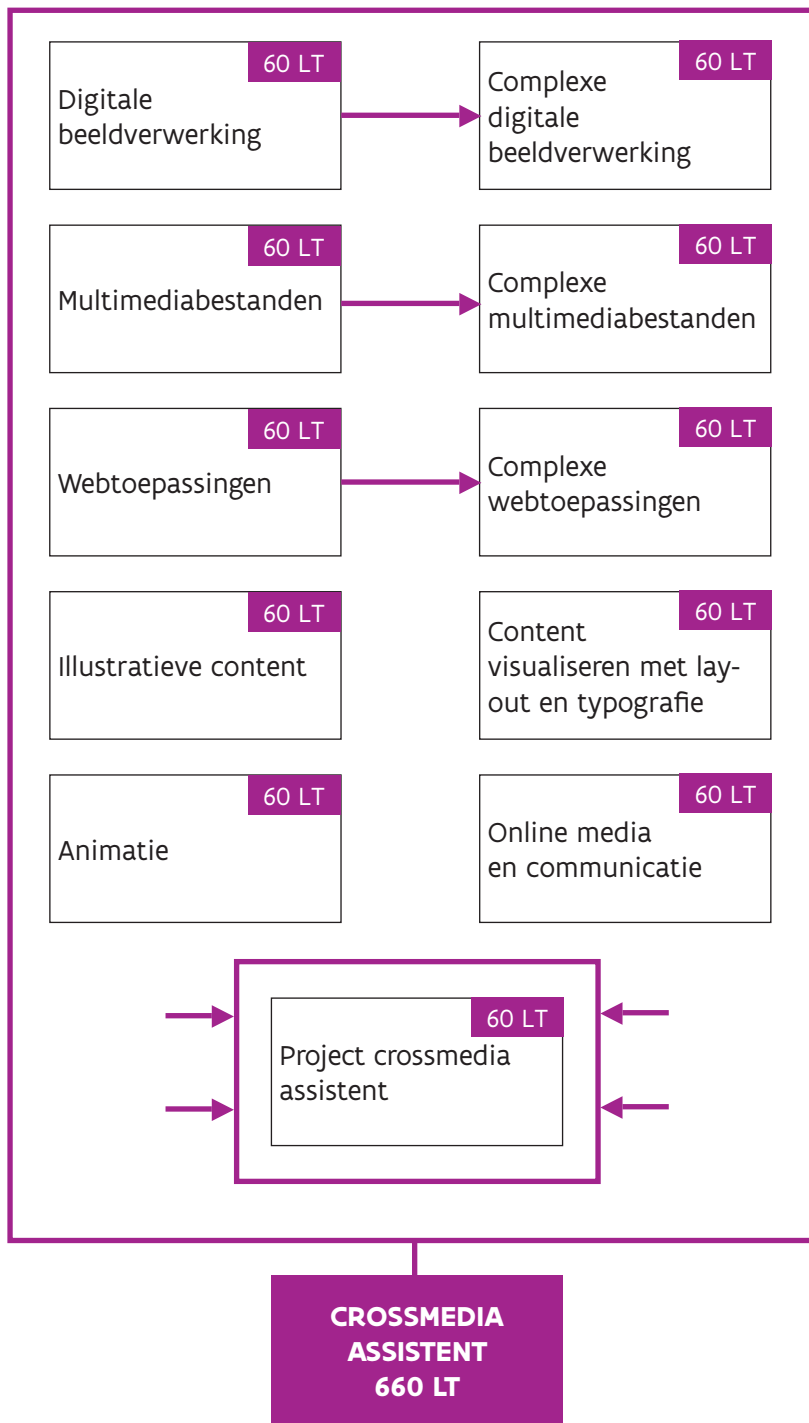 60 LT
Digitale
beeldverwerking
60 LT
Complexe
digitale
beeldverwerking
60 LT
Multimediabestanden
60 LT
Complexe
multimediabestanden
60 LT
Webtoepassingen
60 LT
Complexe
webtoepassingen
60 LT
Illustratieve content
60 LT
Content
visualiseren met lay-
out en typografie
60 LT
Animatie
60 LT
Online media
en communicatie
60 LT
Project crossmedia
assistent
CROSSMEDIA
ASSISTENT
660 LT